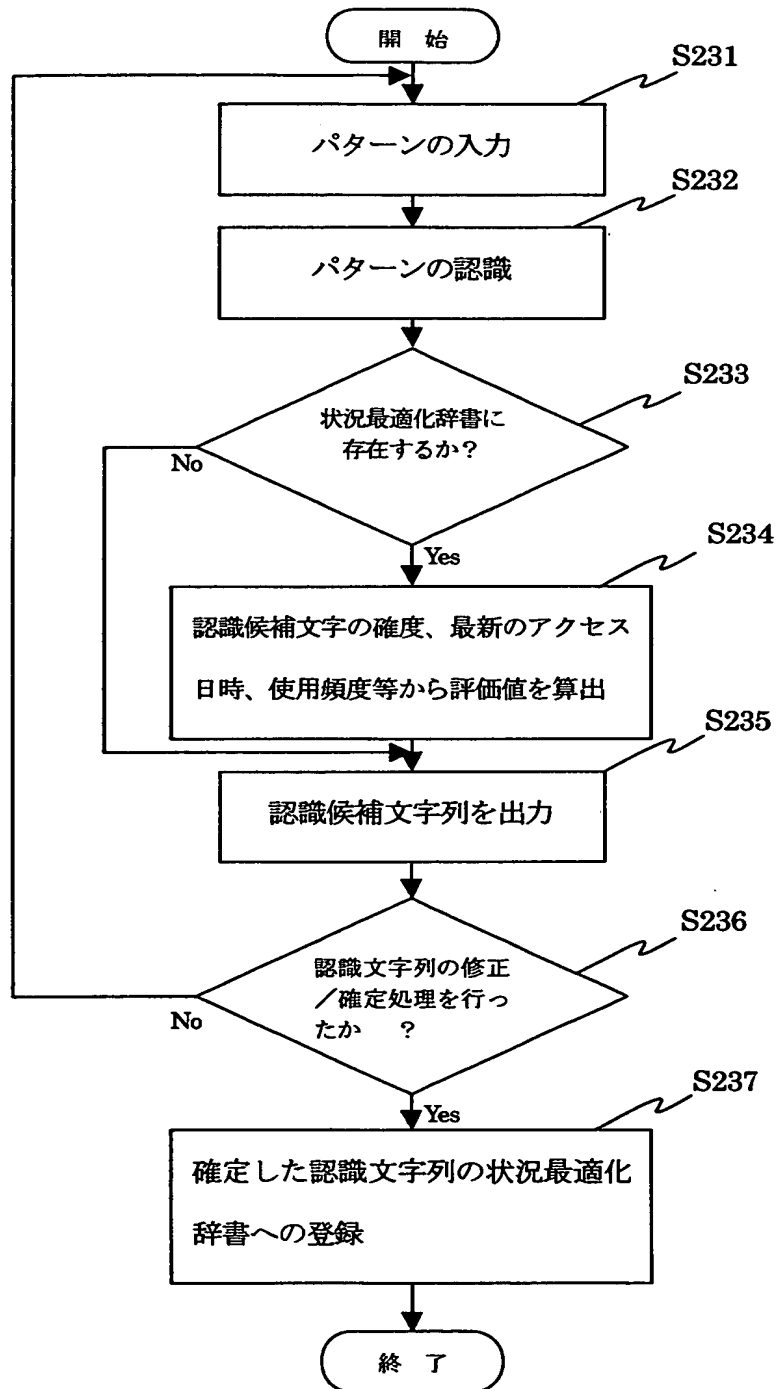 開 始
S231
パターンの入力
S232
パターンの認識
S233
状況最適化辞書に
存在するか?
No
Yes
S234
認識候補文字の確度、最新のアクセス
日時、使用頻度等から評価値を算出
S235
認識候補文字列を出力
S236
認識文字列の修正
/確定処理を行っ
たか ?
No
Yes
S237
確定した認識文字列の状況最適化
辞書への登録
終 了